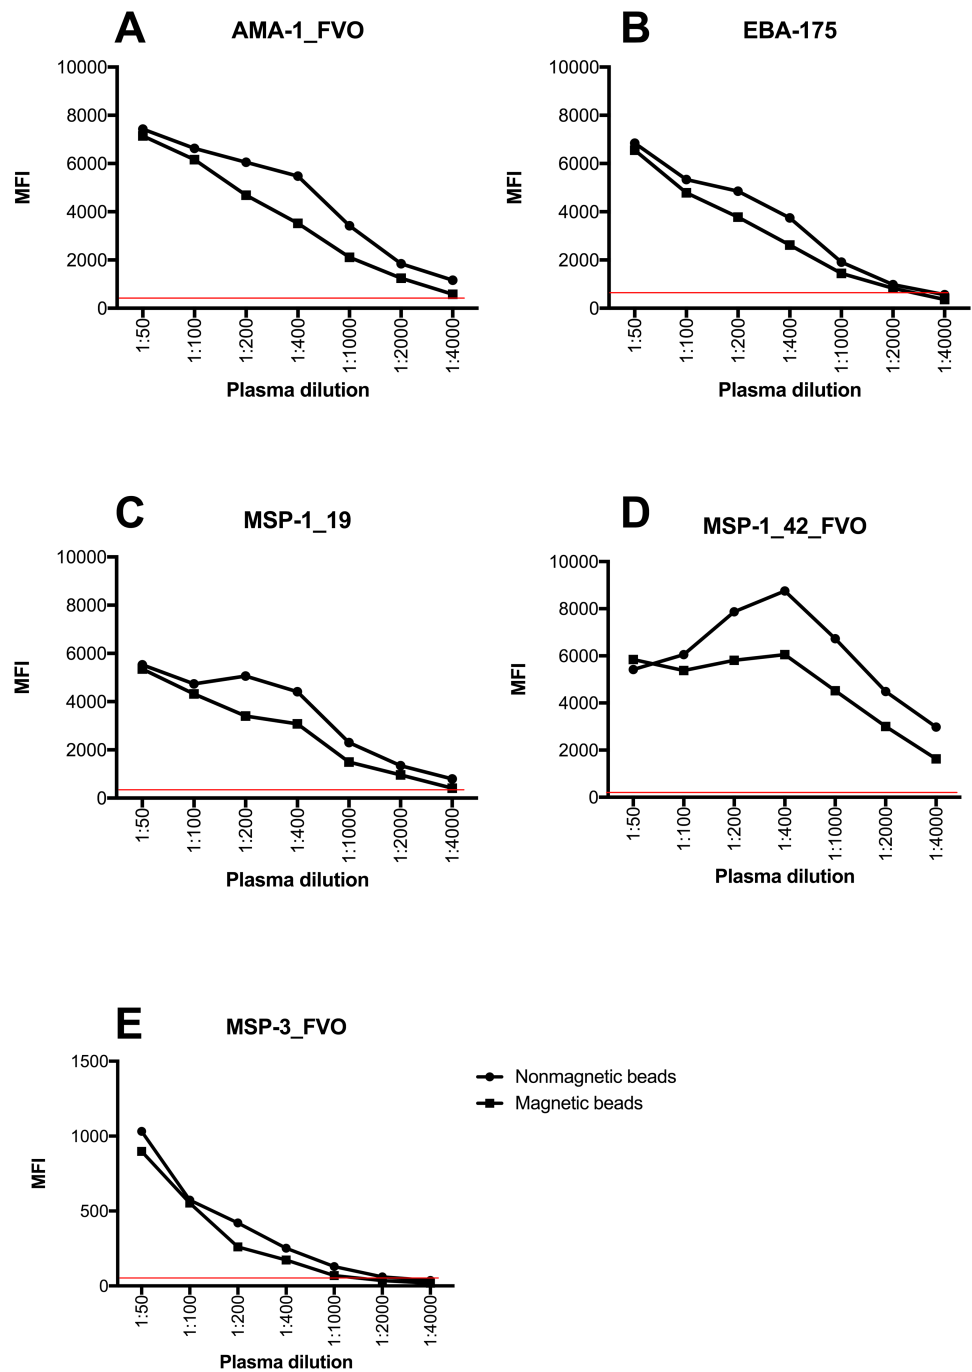 A
AMA-1_FVO
MFI
10000
8000
6000
4000
2000
0
1:50
1:100
1:200
1:400
1:1000
1:2000
1:4000
Plasma dilution
B
EBA-175
MFI
10000
8000
6000
4000
2000
0
1:50
1:100
1:200
1:400
1:1000
1:2000
1:4000
Plasma dilution
C
MSP-1_19
MFI
10000
8000
6000
4000
2000
0
1:50
1:100
1:200
1:400
1:1000
1:2000
1:4000
Plasma dilution
D
MSP-1_42_FVO
MFI
10000
8000
6000
4000
2000
0
1:50
1:100
1:200
1:400
1:1000
1:2000
1:4000
Plasma dilution
E
MSP-3_FVO
MFI
1500
1000
500
0
1:50
1:100
1:200
1:400
1:1000
1:2000
1:4000
Plasma dilution
Nonmagnetic beads
Magnetic beads